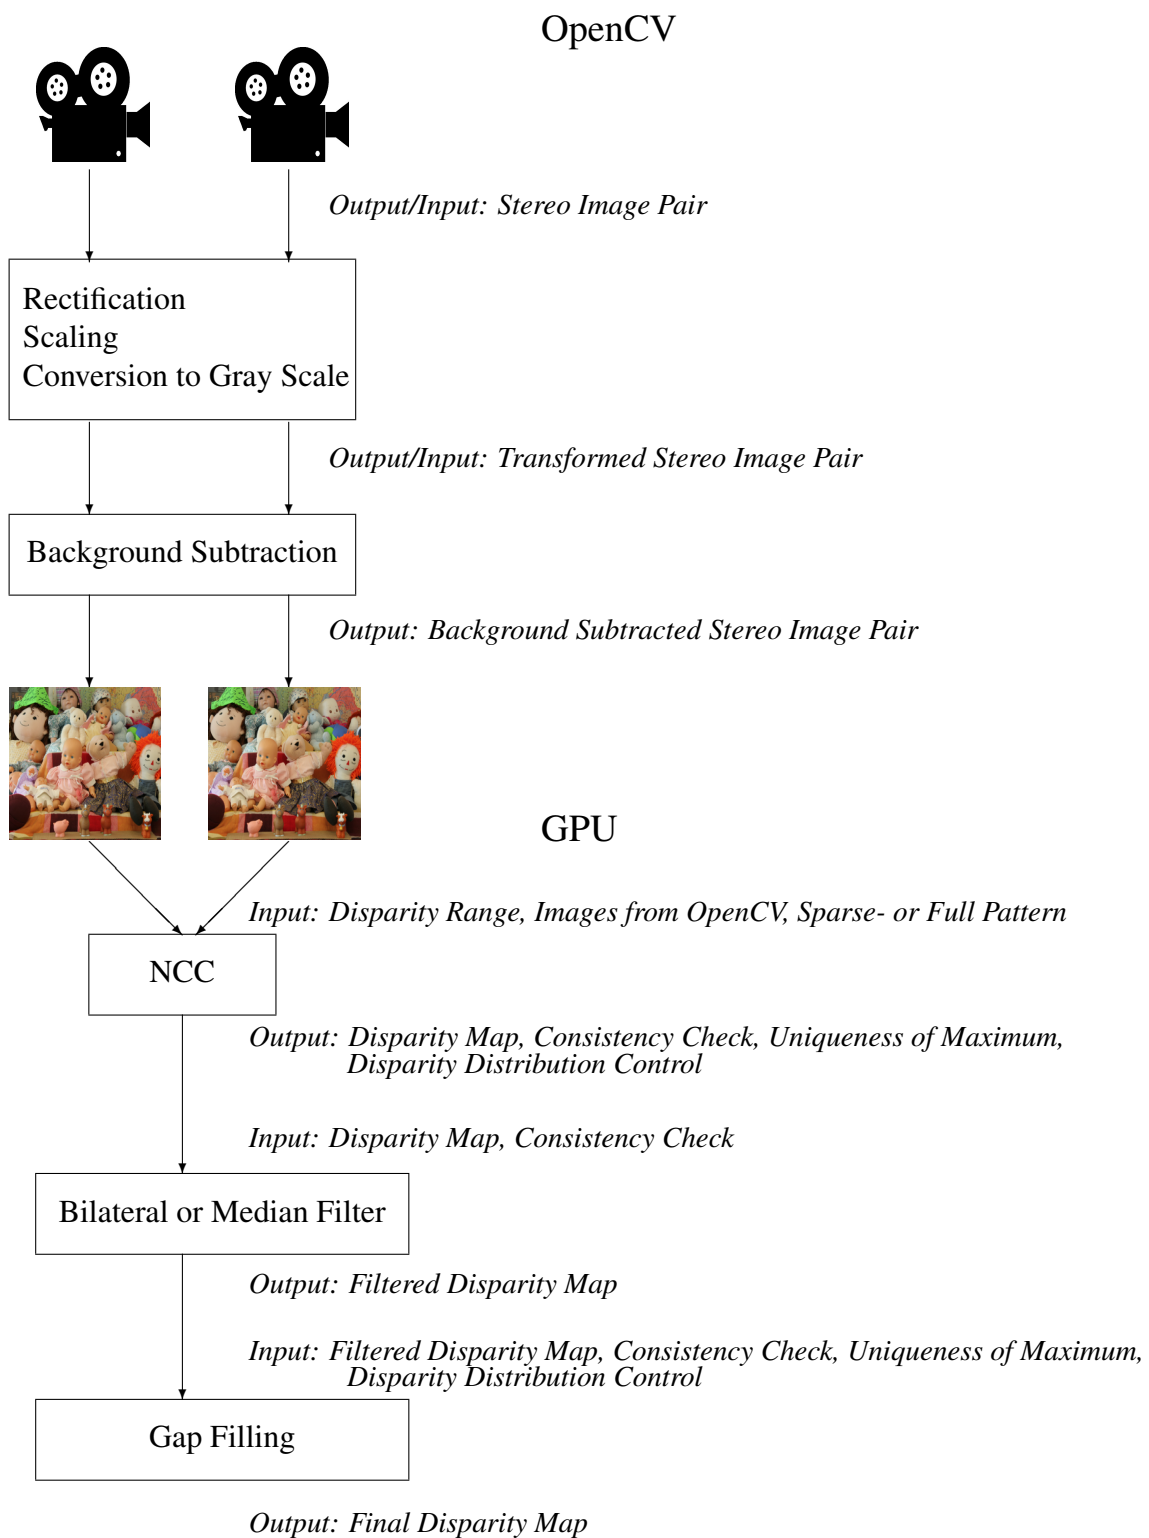 OpenCV
Output/Input: Stereo Image Pair
Rectification
Scaling
Conversion to Gray Scale
Output/Input: Transformed Stereo Image Pair
Background Subtraction
Output: Background Subtracted Stereo Image Pair
GPU
Input: Disparity Range, Images from OpenCV, Sparse- or Full Pattern
NCC
Output: Disparity Map, Consistency Check, Uniqueness of Maximum,
Disparity Distribution Control
Input: Disparity Map, Consistency Check
Bilateral or Median Filter
Output: Filtered Disparity Map
Input: Filtered Disparity Map, Consistency Check, Uniqueness of Maximum,
Disparity Distribution Control
Gap Filling
Output: Final Disparity Map